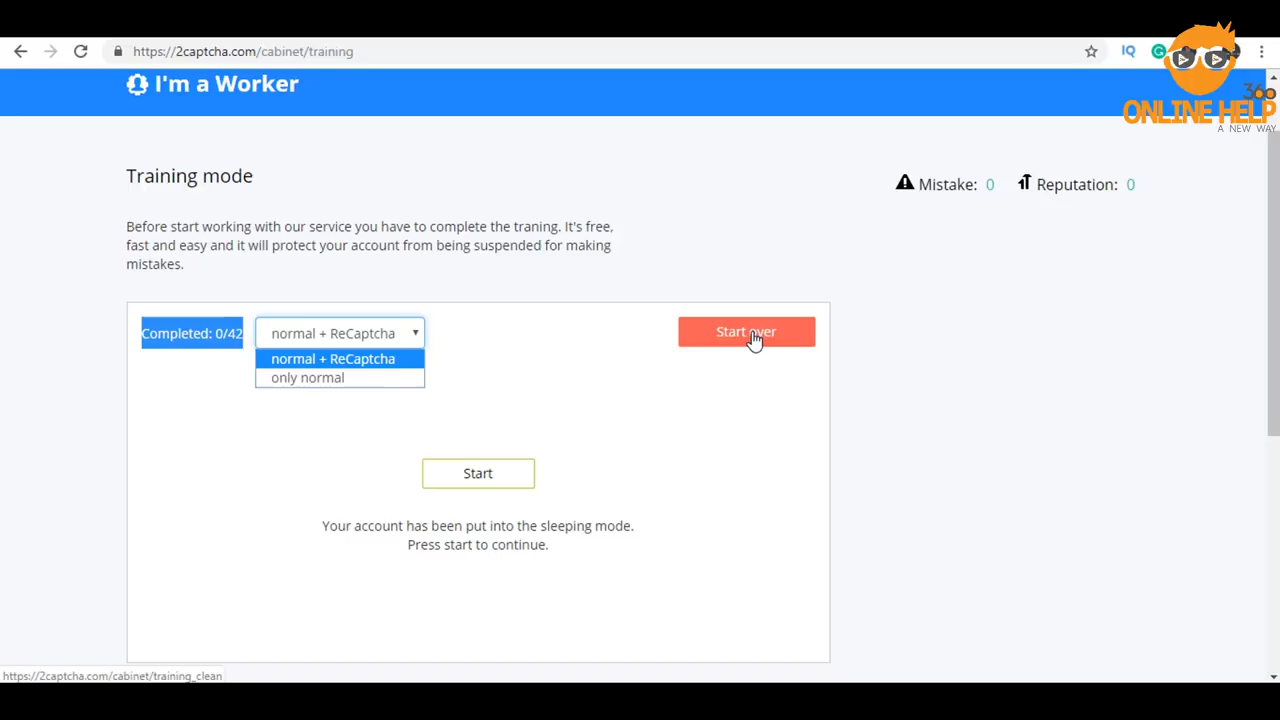 https://2captcha.com/cabinet/training
IQ
360
ONLINE HELP
A NEW WAY
I'm a Worker
Training mode
Mistake: 0
Reputation: 0
Before start working with our service you have to complete the traning. It's free,
fast and easy and it will protect your account from being suspended for making
mistakes.
Completed: 0/42
normal + ReCaptcha
Start over
normal + ReCaptcha
only normal
Start
Your account has been put into the sleeping mode.
Press start to continue.
https://2captcha.com/cabinet/training_clean